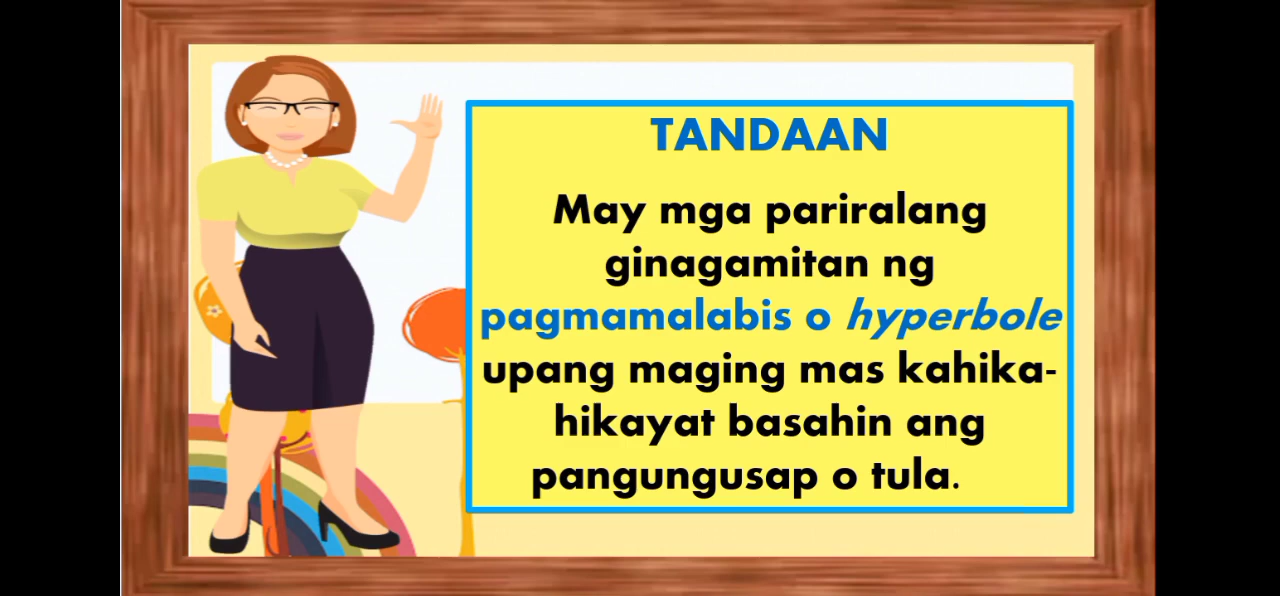 TANDAAN
May mga pariralang
ginagamitan ng
pagmamalabis o hyperbole
upang maging mas kahika-
hikayat basahin ang
pangungusap o tula.